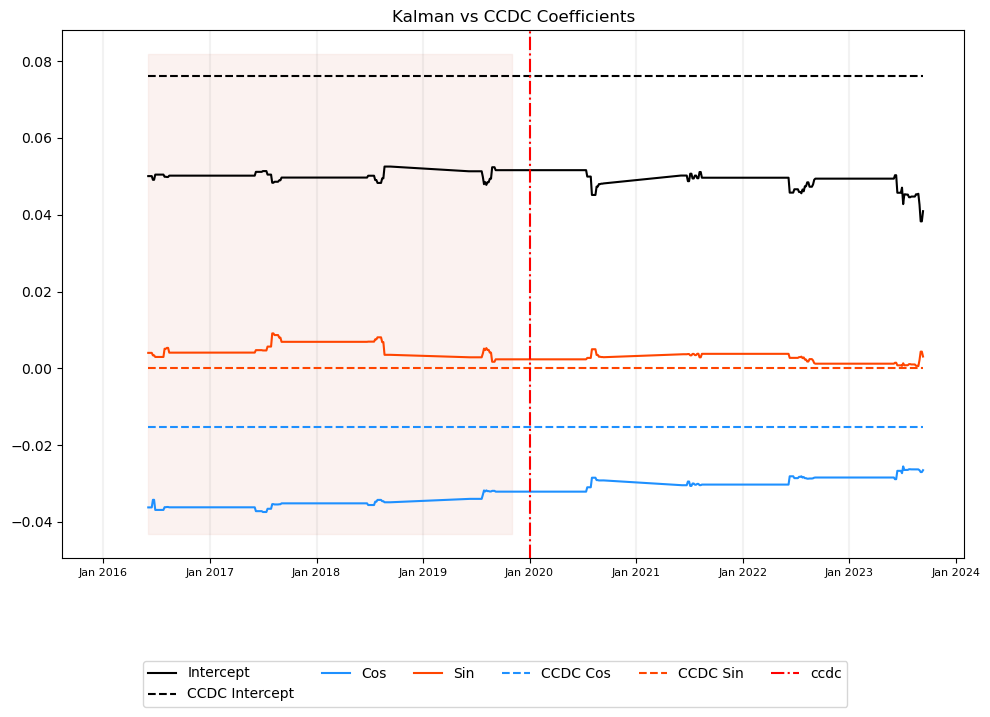 Kalman vs CCDC Coefficients
0.08
0.06
0.04
0.02
0.00
−0.02
−0.04
Jan 2016 Jan 2017 Jan 2018 Jan 2019 Jan 2020 Jan 2021 Jan 2022 Jan 2023 Jan 2024
Intercept Cos Sin CCDC Cos CCDC Sin ccdc
CCDC Intercept